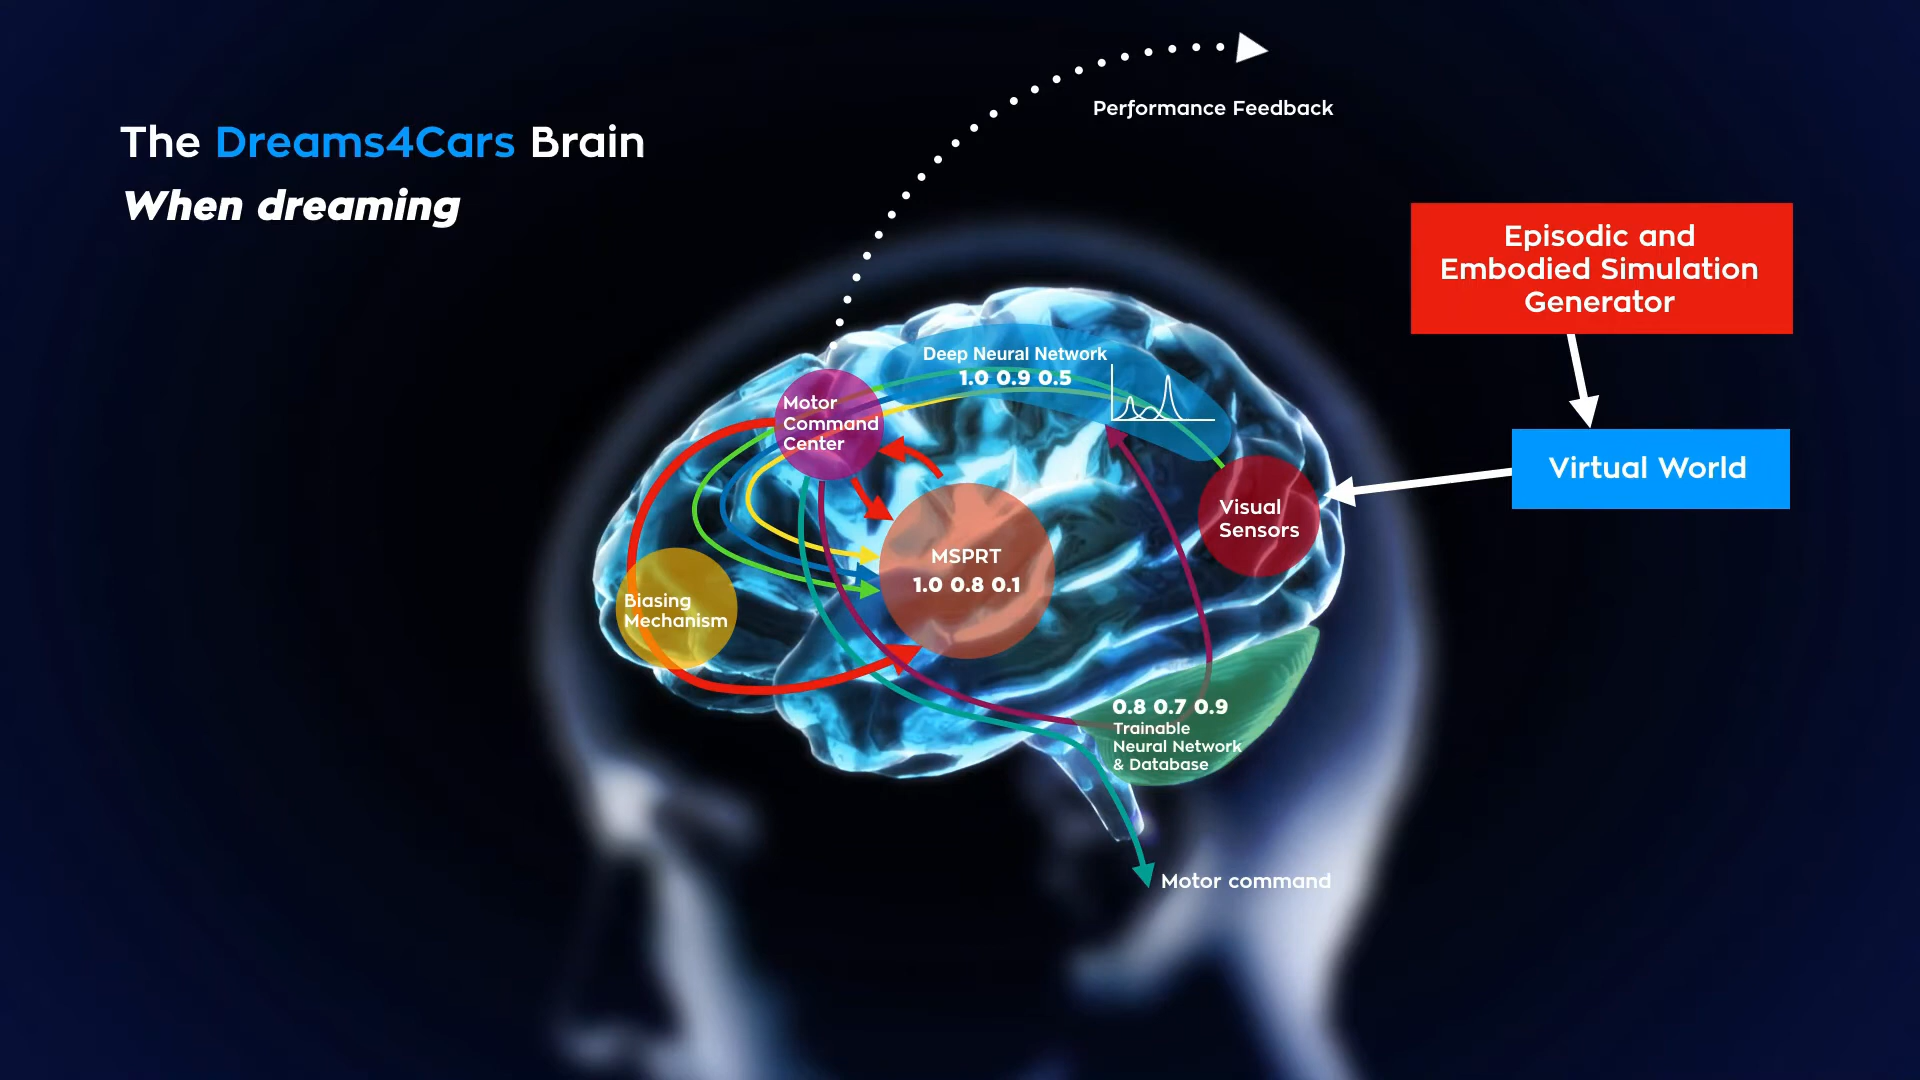 The Dreams4Cars Brain
When dreaming
Performance Feedback
Episodic and
Embodied Simulation
Generator
Virtual World
Deep Neural Network
1.0 0.9 0.5
Motor
Command
Center
Visual
Sensors
MSPRT
1.0 0.8 0.1
Biasing
Mechanism
0.8 0.7 0.9
Trainable
Neural Network
& Database
Motor command